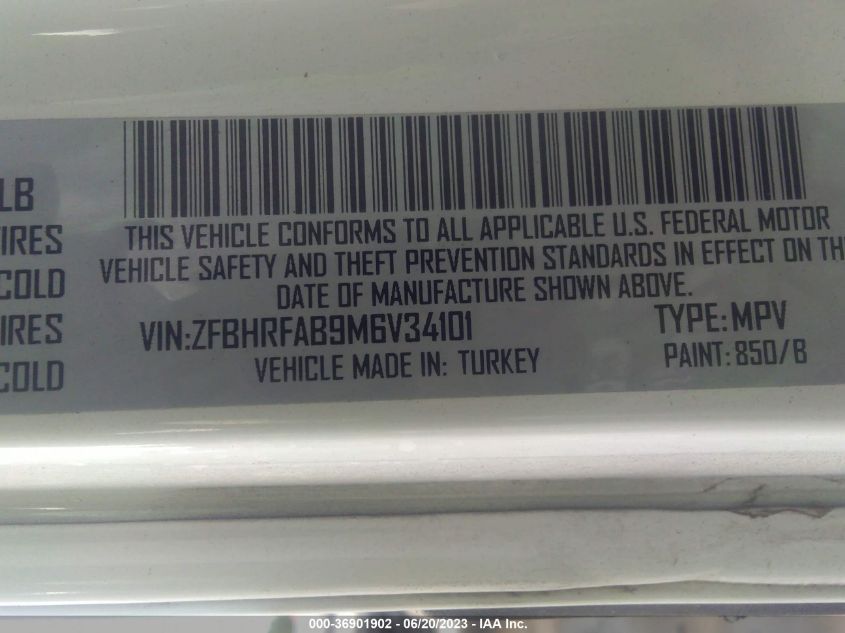 LB
TIRES
COLD
TIRES
COLD
THIS VEHICLE CONFORMS TO ALL APPLICABLE U.S. FEDERAL MOTOR
VEHICLE SAFETY AND THEFT PREVENTION STANDARDS IN EFFECT ON TH
DATE OF MANUFACTURE SHOWN ABOVE.
VIN:ZFBHRFAB9M6V34101 TYPE: MPV
VEHICLE MADE IN: TURKEY PAINT: 850/B
000-36901902 - 06/20/2023 - IAA Inc.